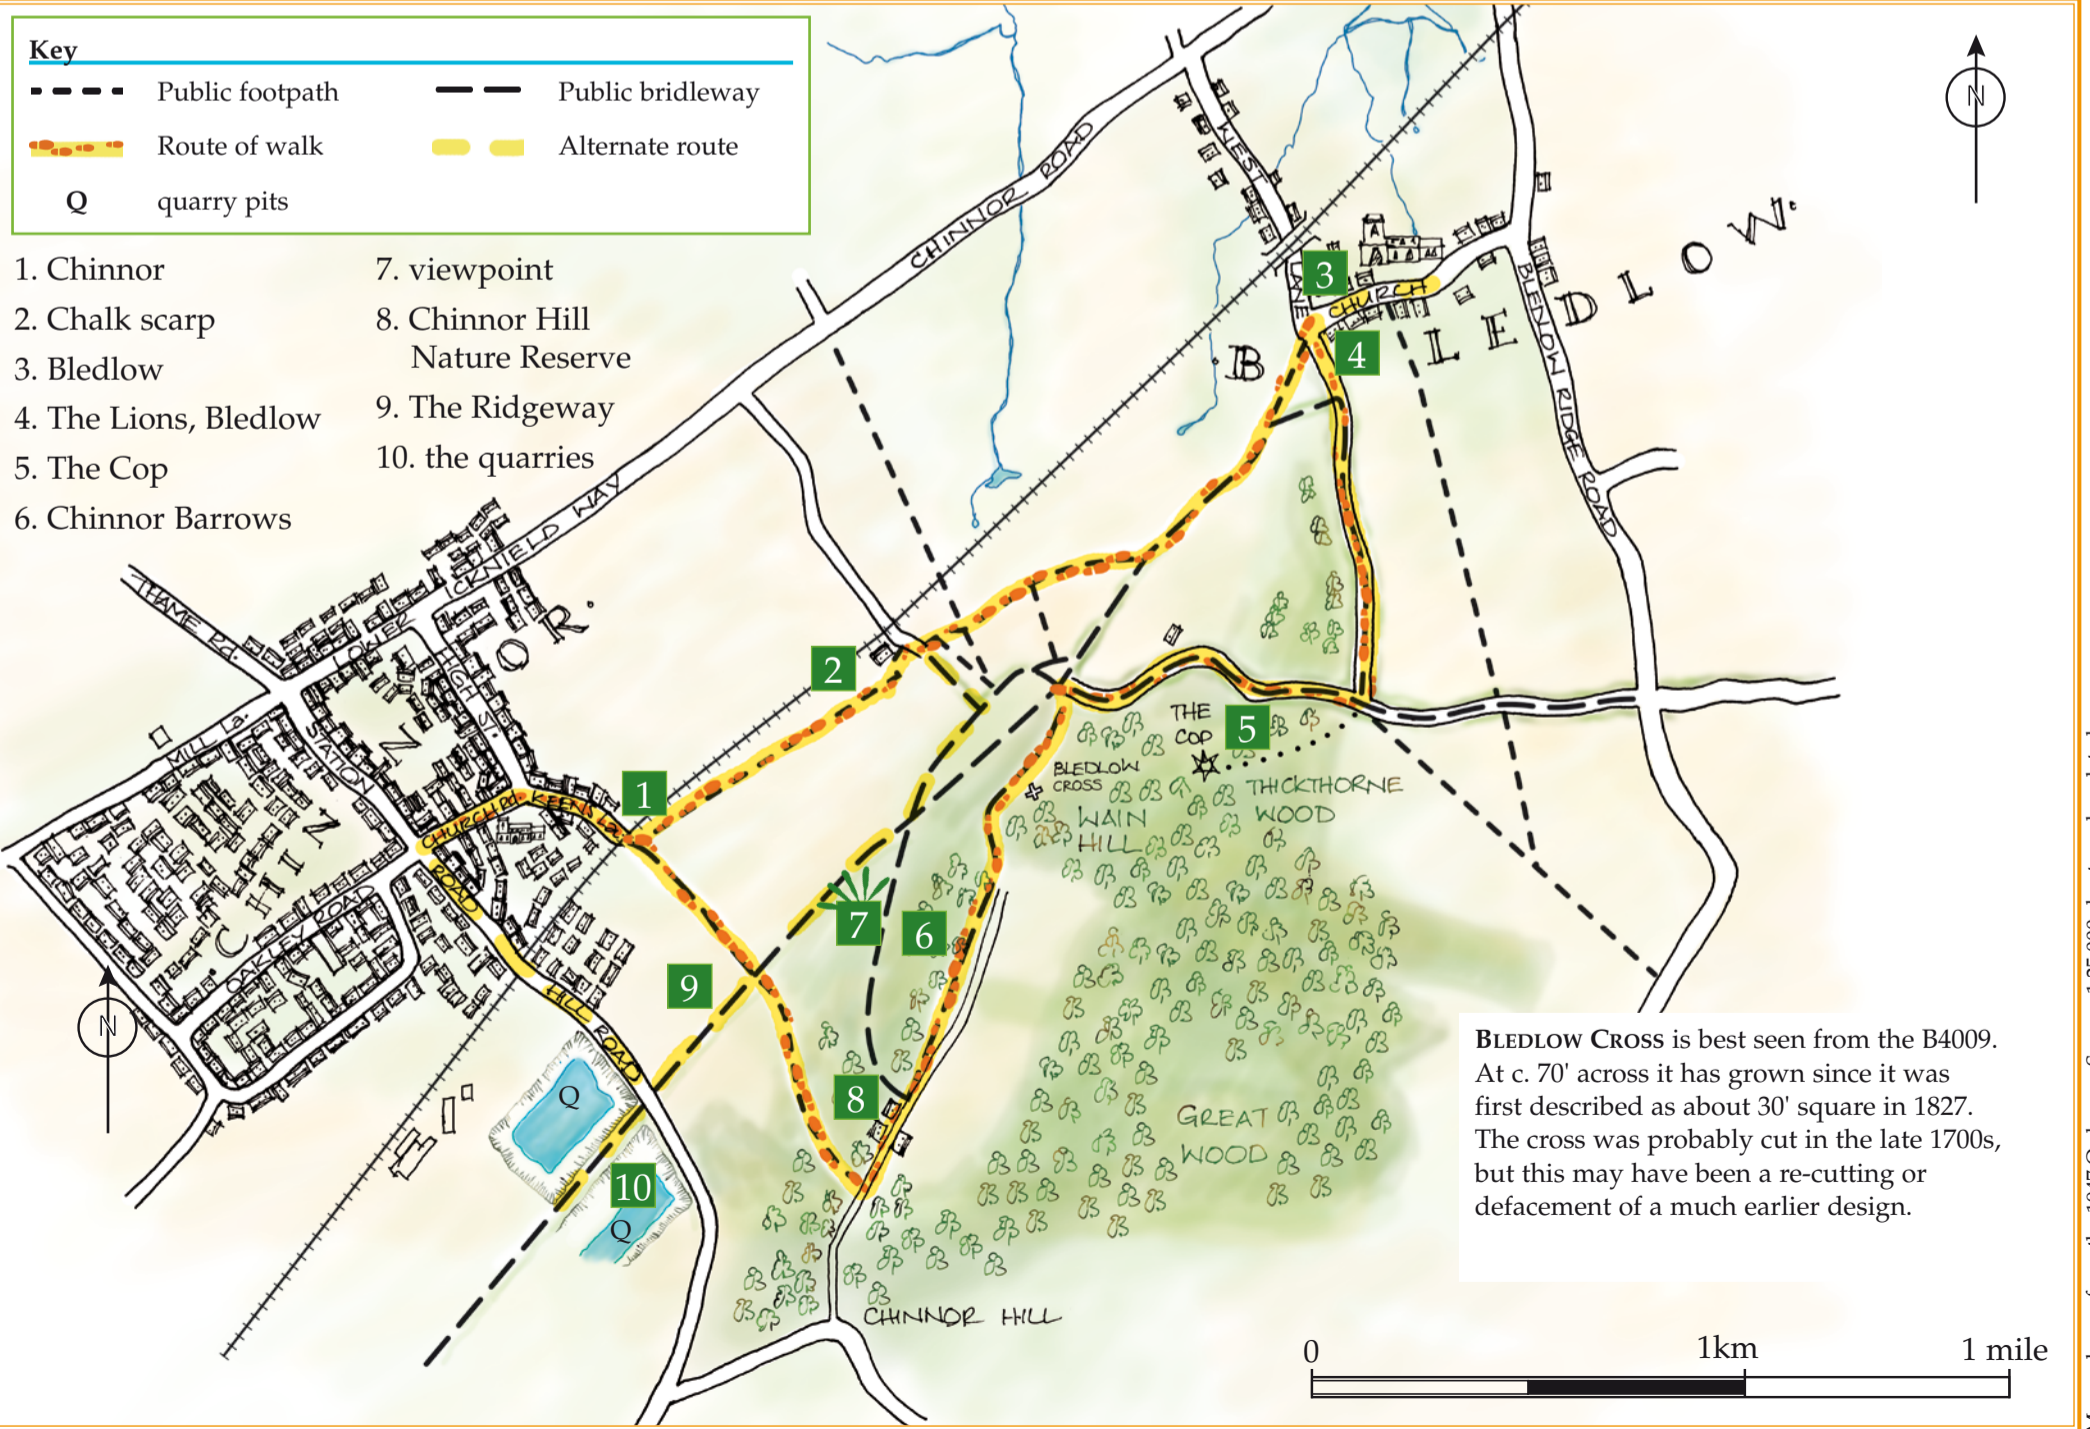 Key
Public footpath
Public bridleway
Route of walk
Alternate route
Q quarry pits
1. Chinnor
2. Chalk scarp
3. Bledlow
4. The Lions, Bledlow
5. The Cop
6. Chinnor Barrows
7. viewpoint
8. Chinnor Hill
Nature Reserve
9. The Ridgeway
10. the quarries
N
CHINNOR ROAD
WEST
LANE
3
CHURCH
4
BLEDLOW
BLEDLOW RIDGE ROAD
ICKNIELD WAY
THAME Rd.
HIGH St.
MILL La.
STATION
ROAD
CHURCH Rd.
KEENS La.
CHINNOR
OAKLEY ROAD
HILL ROAD
1
2
THE
COP
5
BLEDLOW
CROSS
THICKTHORNE
WOOD
WAIN
HILL
7
6
9
8
N
Q
10
Q
GREAT
WOOD
CHINNOR HILL
BLEDLOW CROSS is best seen from the B4009.
At c. 70' across it has grown since it was
first described as about 30' square in 1827.
The cross was probably cut in the late 1700s,
but this may have been a re-cutting or
defacement of a much earlier design.
0 1km 1 mile